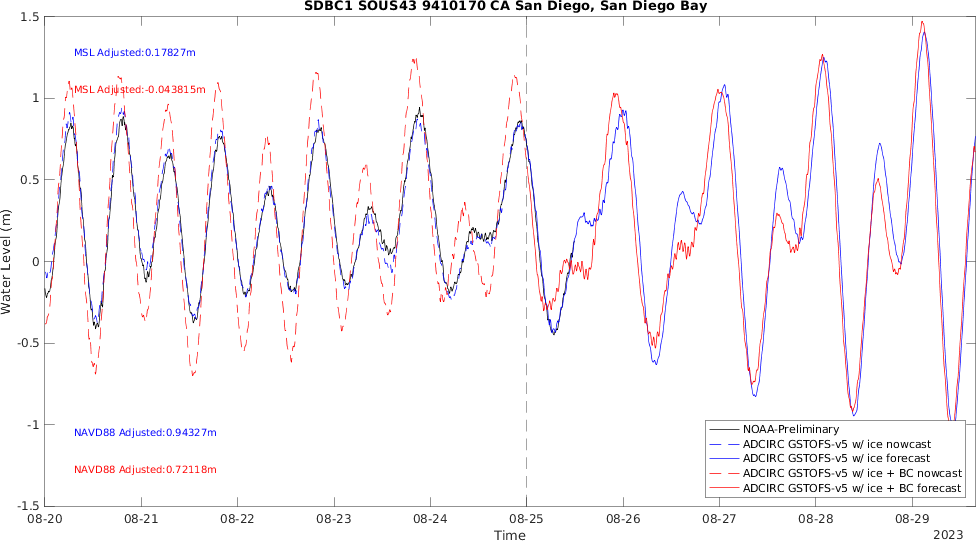 SDBC1 SOUS43 9410170 CA San Diego, San Diego Bay
1.5
1
0.5
0
-0.5
-1
-1.5
Water Level (m)
MSL Adjusted:0.17827m
MSL Adjusted:-0.043815m
NAVD88 Adjusted:0.94327m
NAVD88 Adjusted:0.72118m
NOAA-Preliminary
ADCIRC GSTOFS-v5 w/ ice nowcast
ADCIRC GSTOFS-v5 w/ ice forecast
ADCIRC GSTOFS-v5 w/ ice + BC nowcast
ADCIRC GSTOFS-v5 w/ ice + BC forecast
08-20 08-21 08-22 08-23 08-24 08-25 08-26 08-27 08-28 08-29
Time
2023